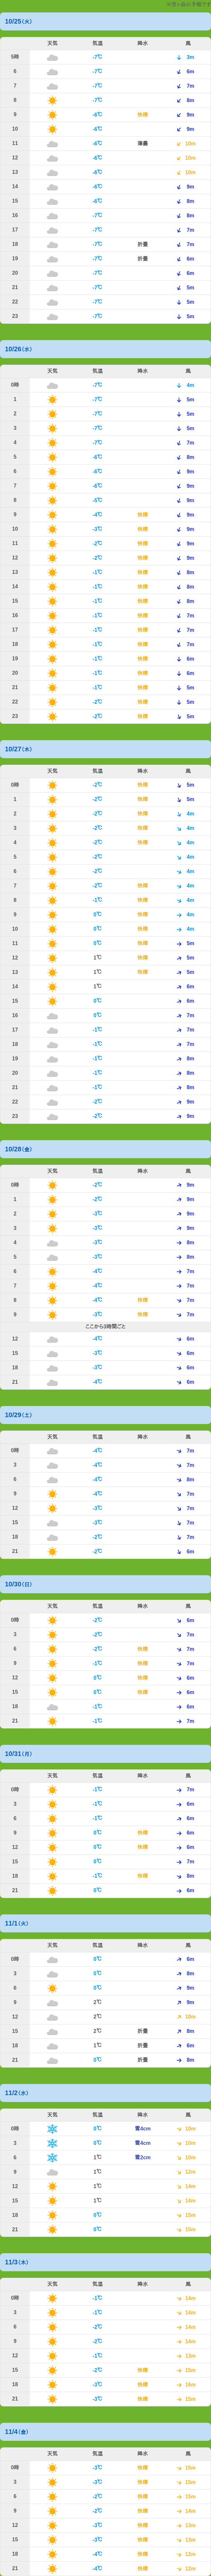 10/25(火)
天気 気温 降水 風
5時 -7℃ 3m
6 -7℃ 6m
7 -7℃ 7m
8 -7℃ 8m
9 -6℃ 快晴 9m
10 -6℃ 9m
11 -6℃ 薄曇 10m
12 -6℃ 10m
13 -6℃ 10m
14 -6℃ 9m
15 -6℃ 8m
16 -7℃ 8m
17 -7℃ 7m
18 -7℃ 折曇 7m
19 -7℃ 折曇 6m
20 -7℃ 6m
21 -7℃ 5m
22 -7℃ 5m
23 -7℃ 5m
10/26(水)
天気 気温 降水 風
0時 -7℃ 4m
1 -7℃ 5m
2 -7℃ 5m
3 -7℃ 5m
4 -7℃ 7m
5 -6℃ 8m
6 -6℃ 9m
7 -6℃ 9m
8 -5℃ 9m
9 -4℃ 快晴 9m
10 -3℃ 快晴 9m
11 -2℃ 快晴 9m
12 -2℃ 快晴 9m
13 -1℃ 快晴 8m
14 -1℃ 快晴 8m
15 -1℃ 快晴 8m
16 -1℃ 快晴 7m
17 -1℃ 快晴 7m
18 -1℃ 快晴 7m
19 -1℃ 快晴 6m
20 -1℃ 快晴 6m
21 -1℃ 快晴 5m
22 -2℃ 快晴 5m
23 -2℃ 快晴 5m
10/27(木)
天気 気温 降水 風
0時 -2℃ 快晴 5m
1 -2℃ 快晴 5m
2 -2℃ 快晴 4m
3 -2℃ 快晴 4m
4 -2℃ 快晴 4m
5 -2℃ 4m
6 -2℃ 4m
7 -2℃ 快晴 4m
8 -1℃ 快晴 4m
9 0℃ 快晴 4m
10 0℃ 快晴 4m
11 0℃ 快晴 5m
12 1℃ 快晴 5m
13 1℃ 快晴 5m
14 1℃ 6m
15 0℃ 6m
16 0℃ 7m
17 -1℃ 7m
18 -1℃ 7m
19 -1℃ 8m
20 -1℃ 8m
21 -1℃ 8m
22 -2℃ 9m
23 -2℃ 9m
10/28(金)
天気 気温 降水 風
0時 -2℃ 9m
1 -2℃ 9m
2 -3℃ 9m
3 -3℃ 9m
4 -3℃ 8m
5 -3℃ 8m
6 -4℃ 7m
7 -4℃ 7m
8 -4℃ 快晴 7m
9 -3℃ 快晴 7m
ここから3時間ごと
12 -4℃ 6m
15 -3℃ 6m
18 -3℃ 6m
21 -4℃ 6m
10/29(土)
天気 気温 降水 風
0時 -4℃ 7m
3 -4℃ 7m
6 -4℃ 8m
9 -4℃ 7m
12 -3℃ 7m
15 -3℃ 7m
18 -2℃ 7m
21 -2℃ 6m
10/30(日)
天気 気温 降水 風
0時 -2℃ 6m
3 -2℃ 7m
6 -2℃ 快晴 7m
9 -1℃ 快晴 7m
12 0℃ 快晴 6m
15 0℃ 快晴 6m
18 -1℃ 6m
21 -1℃ 7m
10/31(月)
天気 気温 降水 風
0時 -1℃ 7m
3 -1℃ 6m
6 -1℃ 6m
9 0℃ 快晴 6m
12 0℃ 快晴 6m
15 0℃ 7m
18 -1℃ 快晴 8m
21 0℃ 6m
11/1(火)
天気 気温 降水 風
0時 0℃ 6m
3 0℃ 8m
6 0℃ 9m
9 2℃ 9m
12 2℃ 10m
15 2℃ 折曇 8m
18 1℃ 折曇 6m
21 0℃ 折曇 8m
11/2(水)
天気 気温 降水 風
0時 0℃ 雪4cm 10m
3 0℃ 雪4cm 10m
6 1℃ 雪2cm 10m
9 1℃ 12m
12 1℃ 14m
15 1℃ 14m
18 0℃ 15m
21 0℃ 15m
11/3(木)
天気 気温 降水 風
0時 -1℃ 14m
3 -1℃ 14m
6 -2℃ 14m
9 -2℃ 14m
12 -1℃ 13m
15 -2℃ 快晴 15m
18 -3℃ 快晴 16m
21 -3℃ 快晴 15m
11/4(金)
天気 気温 降水 風
0時 -3℃ 快晴 15m
3 -3℃ 快晴 15m
6 -2℃ 快晴 15m
9 -2℃ 快晴 14m
12 -3℃ 快晴 13m
15 -3℃ 快晴 13m
18 -4℃ 快晴 12m
21 -4℃ 快晴 12m